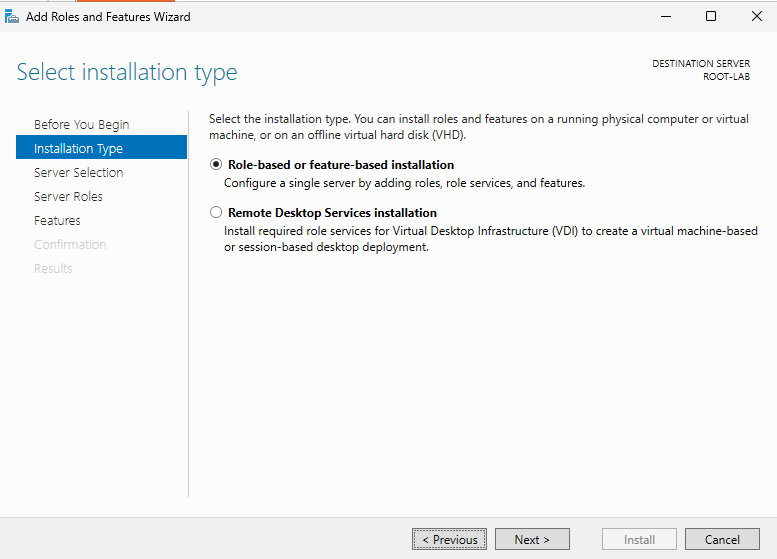 Add Roles and Features Wizard
Select installation type
DESTINATION SERVER
ROOT-LAB
Before You Begin
Installation Type
Server Selection
Server Roles
Features
Confirmation
Results
Select the installation type. You can install roles and features on a running physical computer or virtual
machine, or on an offline virtual hard disk (VHD).
Role-based or feature-based installation
Configure a single server by adding roles, role services, and features.
Remote Desktop Services installation
Install required role services for Virtual Desktop Infrastructure (VDI) to create a virtual machine-based
or session-based desktop deployment.
< Previous
Next >
Install
Cancel